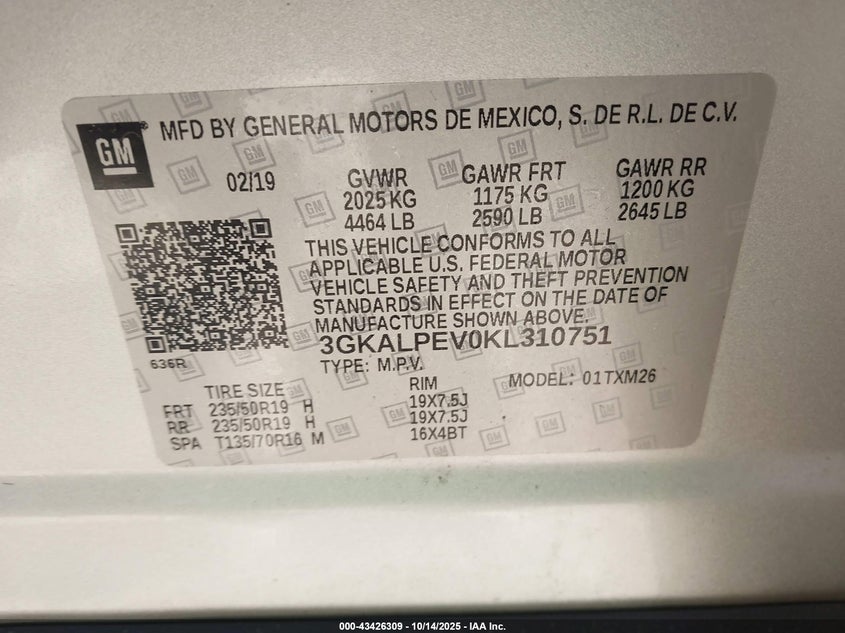 GM
MFD BY GENERAL MOTORS DE MEXICO, S. DE R.L. DE C.V.
02/19
GVWR GAWR FRT GAWR RR
2025 KG 1175 KG 1200 KG
4464 LB 2590 LB 2645 LB
THIS VEHICLE CONFORMS TO ALL
APPLICABLE U.S. FEDERAL MOTOR
VEHICLE SAFETY AND THEFT PREVENTION
STANDARDS IN EFFECT ON THE DATE OF
MANUFACTURE SHOWN ABOVE.
3GKALPEV0KL310751
636R
TYPE: M.P.V.
TIRE SIZE RIM MODEL: 01TXM26
FRT 235/50R19 H 19X7.5J
RR 235/50R19 H 19X7.5J
SPA T135/70R16 M 16X4BT
000-43426309 - 10/14/2025 - IAA Inc.